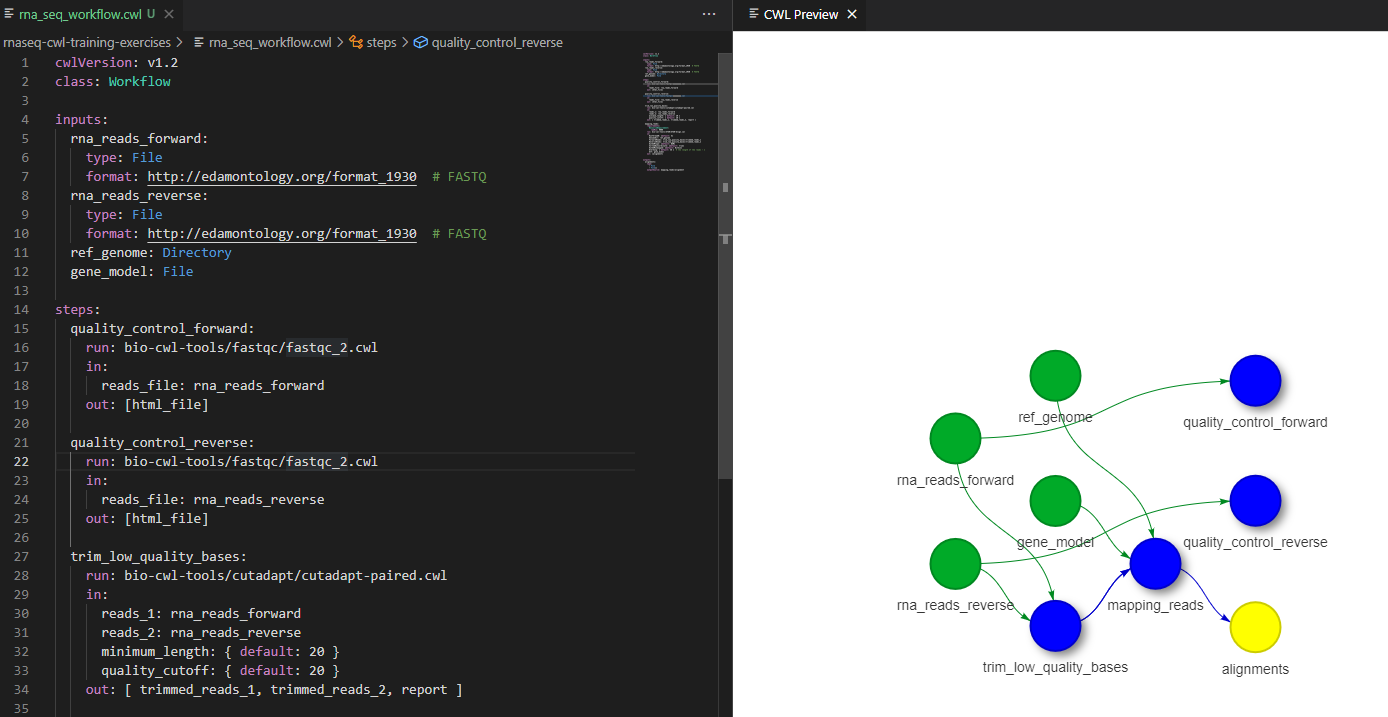 rna_seq_workflow.cwl U
CWL Preview
rnaseq-cwl-training-exercises > rna_seq_workflow.cwl > steps > quality_control_reverse
1 cwlVersion: v1.2
2 class: Workflow
3
4 inputs:
5 rna_reads_forward:
6 type: File
7 format: http://edamontology.org/format_1930 # FASTQ
8 rna_reads_reverse:
9 type: File
10 format: http://edamontology.org/format_1930 # FASTQ
11 ref_genome: Directory
12 gene_model: File
13
14 steps:
15 quality_control_forward:
16 run: bio-cwl-tools/fastqc/fastqc_2.cwl
17 in:
18 reads_file: rna_reads_forward
19 out: [html_file]
20
21 quality_control_reverse:
22 run: bio-cwl-tools/fastqc/fastqc_2.cwl
23 in:
24 reads_file: rna_reads_reverse
25 out: [html_file]
26
27 trim_low_quality_bases:
28 run: bio-cwl-tools/cutadapt/cutadapt-paired.cwl
29 in:
30 reads_1: rna_reads_forward
31 reads_2: rna_reads_reverse
32 minimum_length: { default: 20 }
33 quality_cutoff: { default: 20 }
34 out: [ trimmed_reads_1, trimmed_reads_2, report ]
35
ref_genome
quality_control_forward
rna_reads_forward
gene_model
quality_control_reverse
rna_reads_reverse
mapping_reads
trim_low_quality_bases
alignments